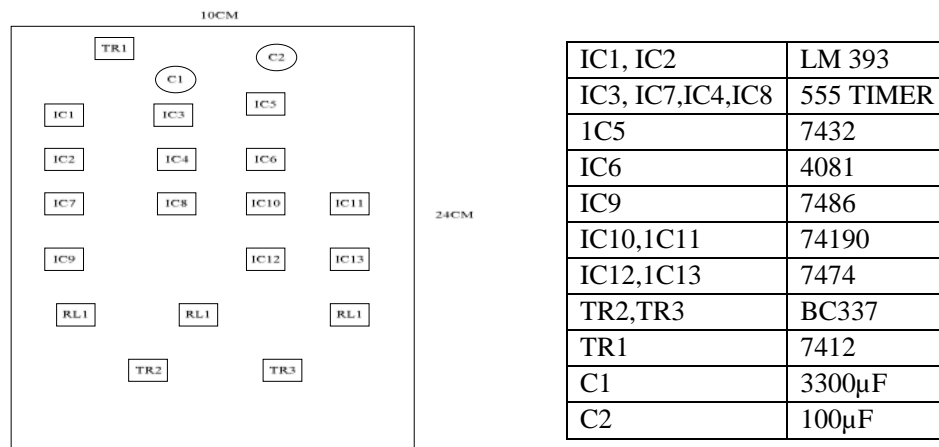 10CM
TR1
C2
C1
IC5
IC1 IC3
IC2 IC4 IC6
IC7 IC8 IC10 IC11
24CM
IC9 IC12 IC13
RL1 RL1 RL1
TR2 TR3
IC1, IC2 LM 393
IC3, IC7,IC4,IC8 555 TIMER
1C5 7432
IC6 4081
IC9 7486
IC10,1C11 74190
IC12,1C13 7474
TR2,TR3 BC337
TR1 7412
C1 3300µF
C2 100µF